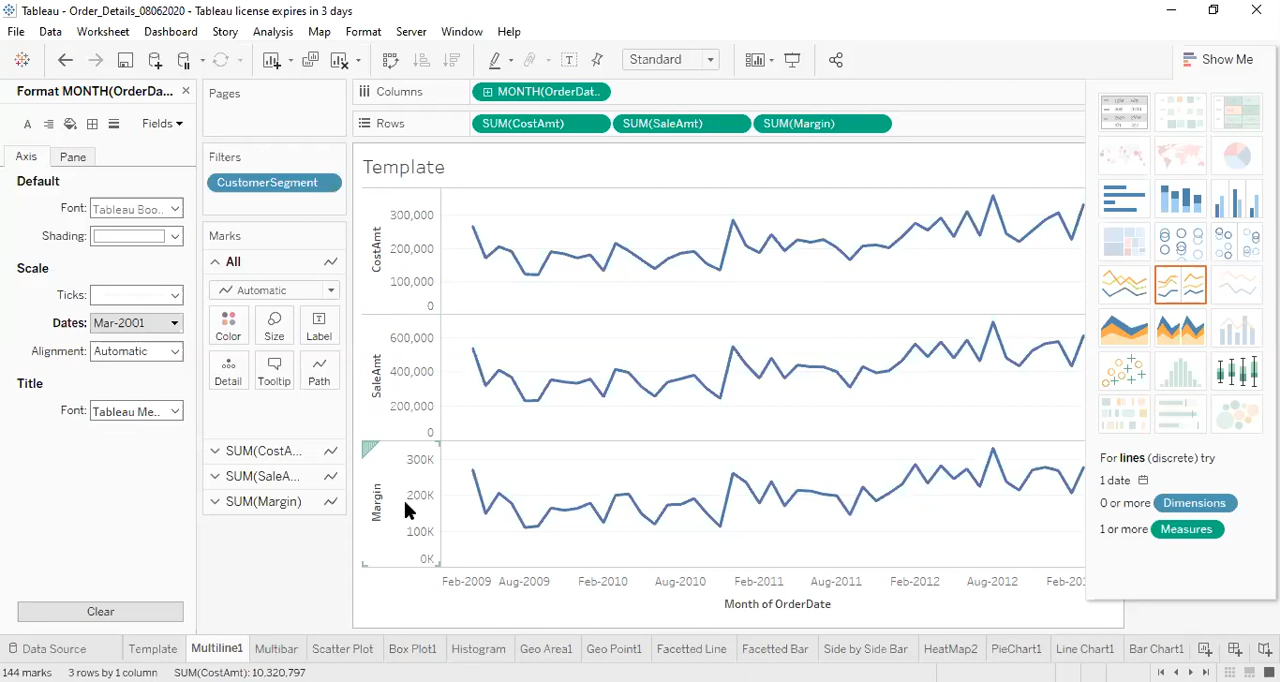 Tableau - Order_Details_08062020 - Tableau license expires in 3 days
File Data Worksheet Dashboard Story Analysis Map Format Server Window Help
Standard
Show Me
Format MONTH(OrderDa...
Fields
Axis Pane
Default
Font: Tableau Boo..
Shading:
Scale
Ticks:
Dates: Mar-2001
Alignment: Automatic
Title
Font: Tableau Me..
Clear
Pages
Filters
CustomerSegment
Marks
All
Automatic
Color Size Label
Detail Tooltip Path
SUM(CostA...
SUM(SaleA...
SUM(Margin)
Columns MONTH(OrderDat..
Rows SUM(CostAmt) SUM(SaleAmt) SUM(Margin)
Template
CostAmt
300,000
200,000
100,000
0
SaleAmt
600,000
400,000
200,000
0
Margin
300K
200K
100K
0K
Feb-2009 Aug-2009 Feb-2010 Aug-2010 Feb-2011 Aug-2011 Feb-2012 Aug-2012 Feb-201
Month of OrderDate
For lines (discrete) try
1 date
0 or more Dimensions
1 or more Measures
Data Source Template Multiline1 Multibar Scatter Plot Box Plot1 Histogram Geo Area1 Geo Point1 Facetted Line Facetted Bar Side by Side Bar HeatMap2 PieChart1 Line Chart1 Bar Chart1
144 marks 3 rows by 1 column SUM(CostAmt): 10,320,797